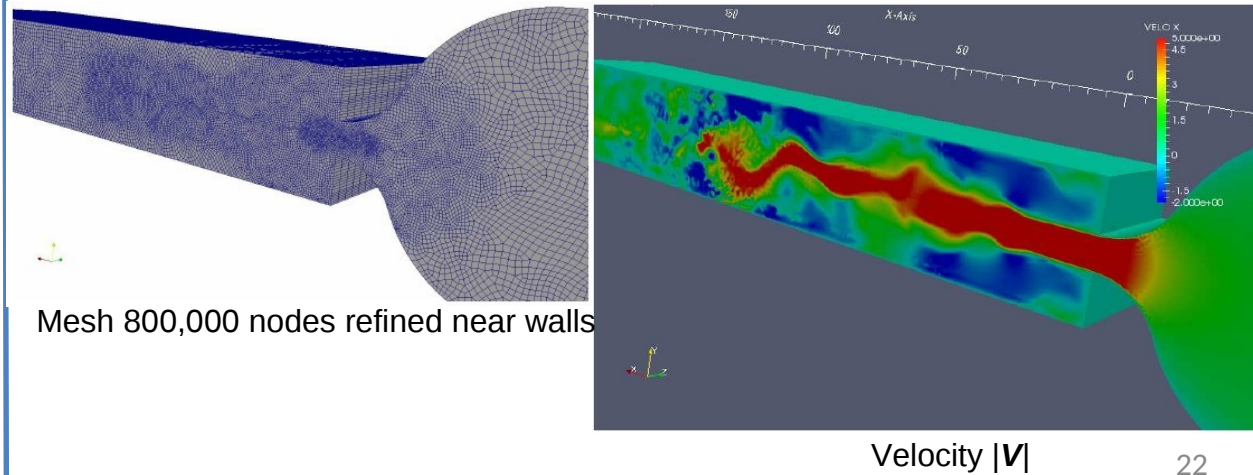 150
X-Axis
100
50
0
VELO X
5.000e+00
4.5
3
1.5
0
-1.5
-2.000e+00
Y
X
Z
Mesh 800,000 nodes refined near walls
Velocity |V|
22